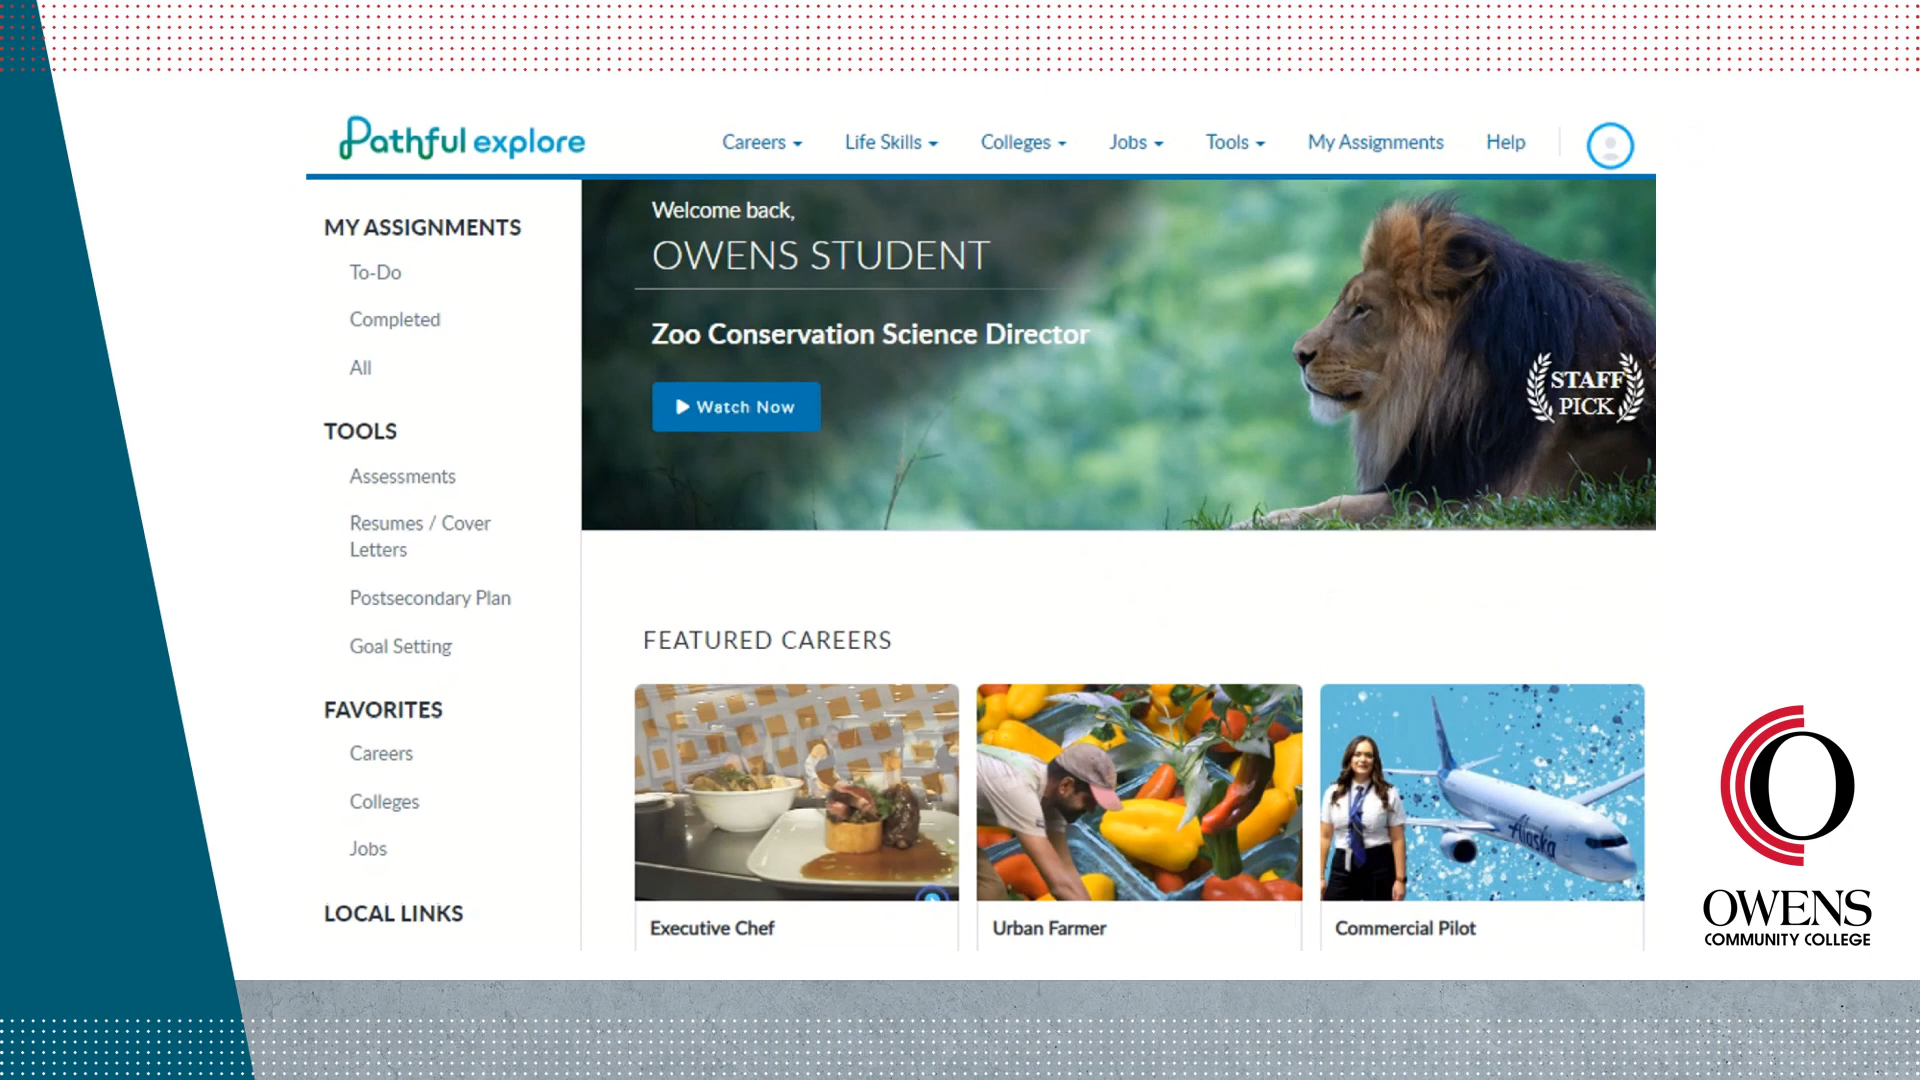 Pathful explore
Careers
Life Skills
Colleges
Jobs
Tools
My Assignments
Help
MY ASSIGNMENTS
To-Do
Completed
All
TOOLS
Assessments
Resumes / Cover
Letters
Postsecondary Plan
Goal Setting
FAVORITES
Careers
Colleges
Jobs
LOCAL LINKS
Welcome back,
OWENS STUDENT
Zoo Conservation Science Director
Watch Now
STAFF
PICK
FEATURED CAREERS
Alaska
Executive Chef
Urban Farmer
Commercial Pilot
OWENS
COMMUNITY COLLEGE